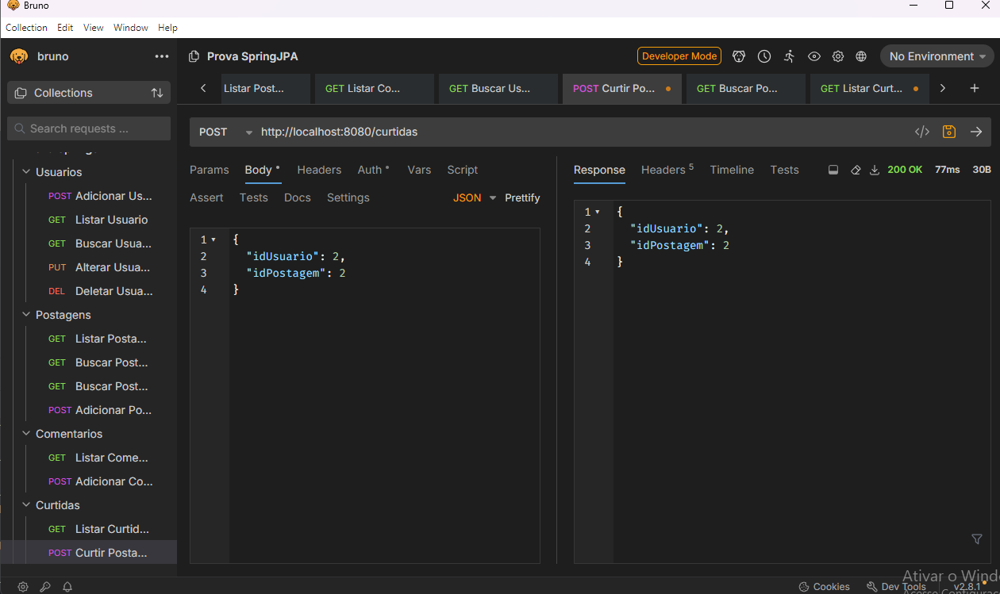 Bruno
Collection Edit View Window Help
bruno
Prova SpringJPA
Developer Mode
No Environment
Collections
Listar Post...
GET Listar Co...
GET Buscar Us...
POST Curtir Po...
GET Buscar Po...
GET Listar Curt...
Search requests ...
POST http://localhost:8080/curtidas
Usuarios
POST Adicionar Us...
GET Listar Usuario
GET Buscar Usua...
PUT Alterar Usua...
DEL Deletar Usua...
Postagens
GET Listar Posta...
GET Buscar Post...
GET Buscar Post...
POST Adicionar Po...
Comentarios
GET Listar Come...
POST Adicionar Co...
Curtidas
GET Listar Curtid...
POST Curtir Posta...
Params Body Headers Auth Vars Script
Assert Tests Docs Settings JSON Prettify
1 {
2 "idUsuario": 2,
3 "idPostagem": 2
4 }
Response Headers 5 Timeline Tests 200 OK 77ms 30B
1 {
2 "idUsuario": 2,
3 "idPostagem": 2
4 }
Ativar o Wind
Cookies Dev Tools v2.8.1